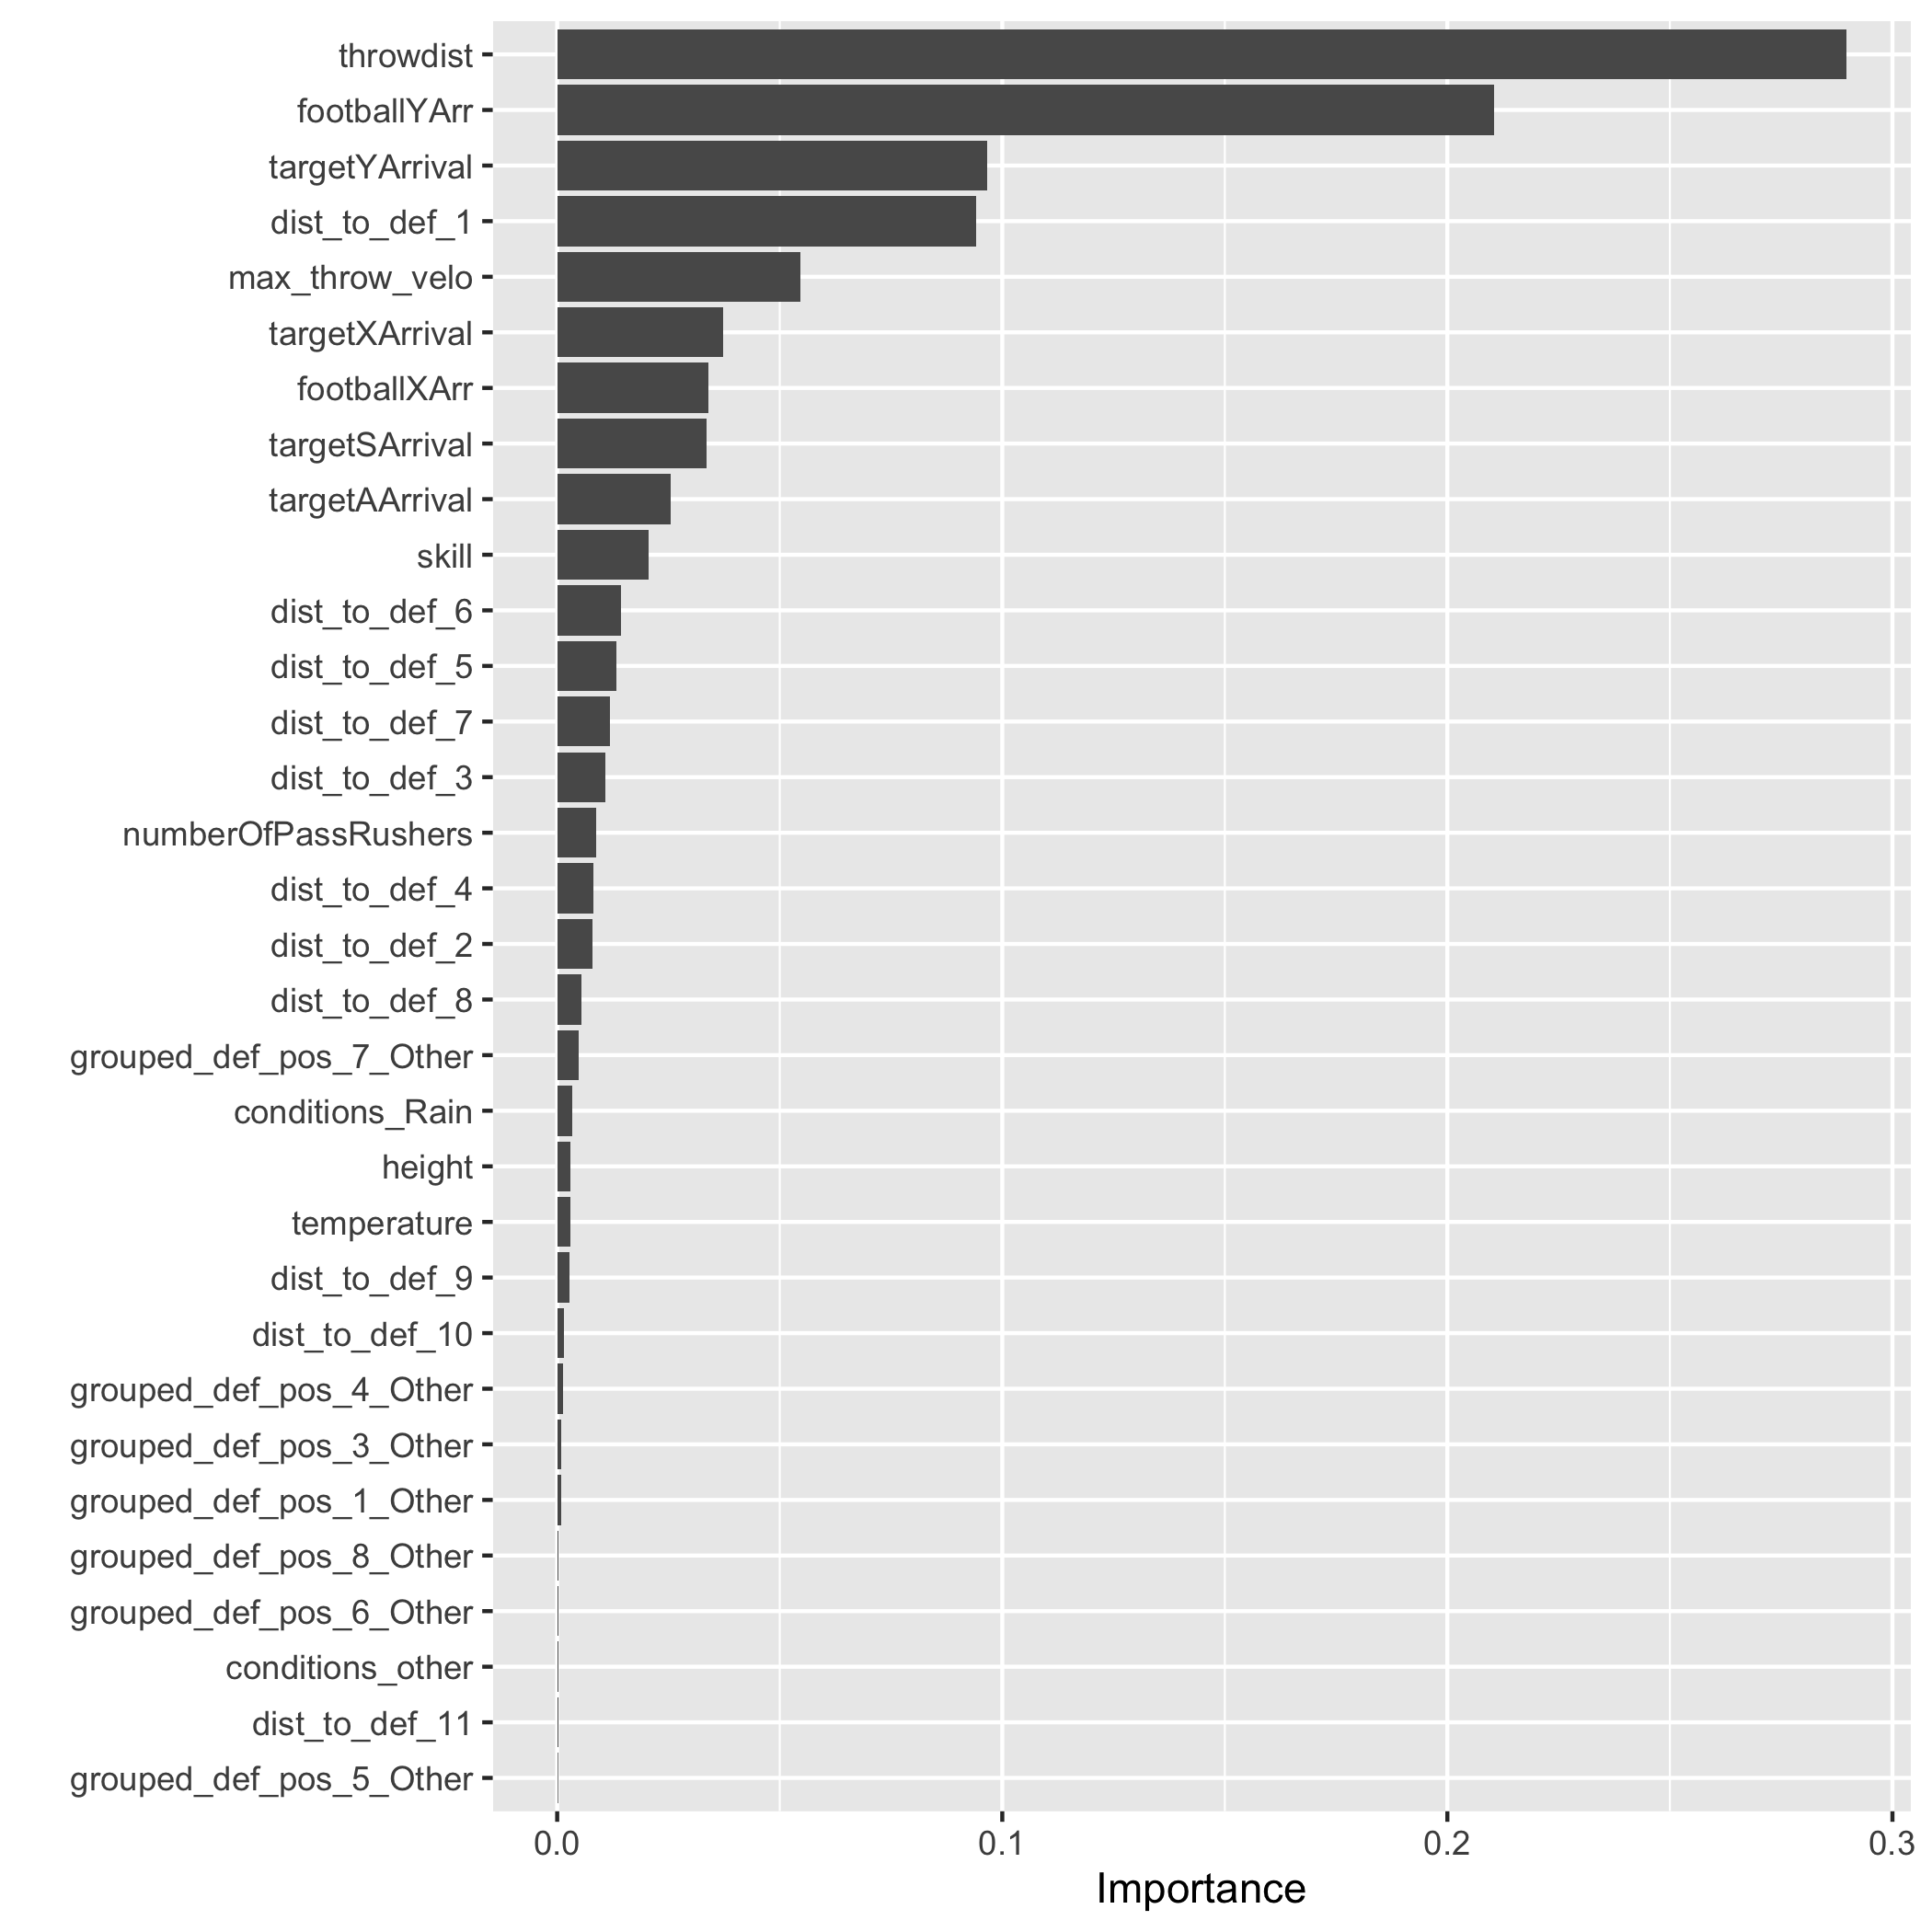 throwdist
footballYArr
targetYArrival
dist_to_def_1
max_throw_velo
targetXArrival
footballXArr
targetSArrival
targetAArrival
skill
dist_to_def_6
dist_to_def_5
dist_to_def_7
dist_to_def_3
numberOfPassRushers
dist_to_def_4
dist_to_def_2
dist_to_def_8
grouped_def_pos_7_Other
conditions_Rain
height
temperature
dist_to_def_9
dist_to_def_10
grouped_def_pos_4_Other
grouped_def_pos_3_Other
grouped_def_pos_1_Other
grouped_def_pos_8_Other
grouped_def_pos_6_Other
conditions_other
dist_to_def_11
grouped_def_pos_5_Other
0.0 0.1 0.2 0.3
Importance